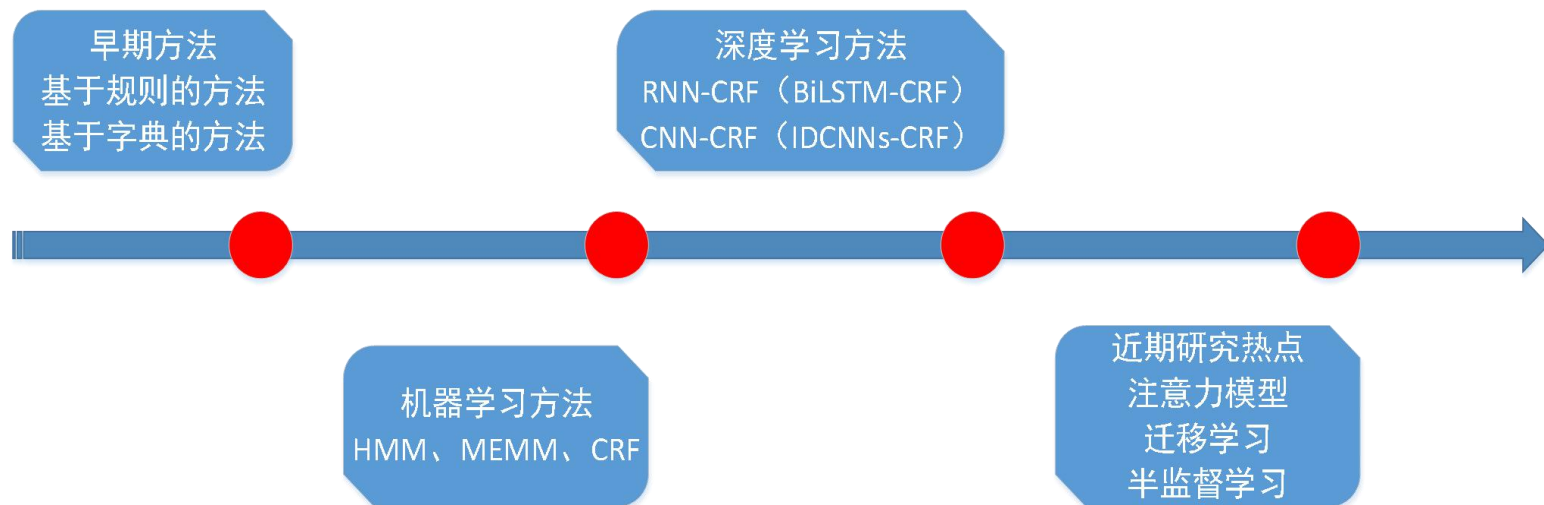 早期方法
基于规则的方法
基于字典的方法
机器学习方法
HMM、MEMM、CRF
深度学习方法
RNN-CRF（BiLSTM-CRF）
CNN-CRF（IDCNNs-CRF）
近期研究热点
注意力模型
迁移学习
半监督学习